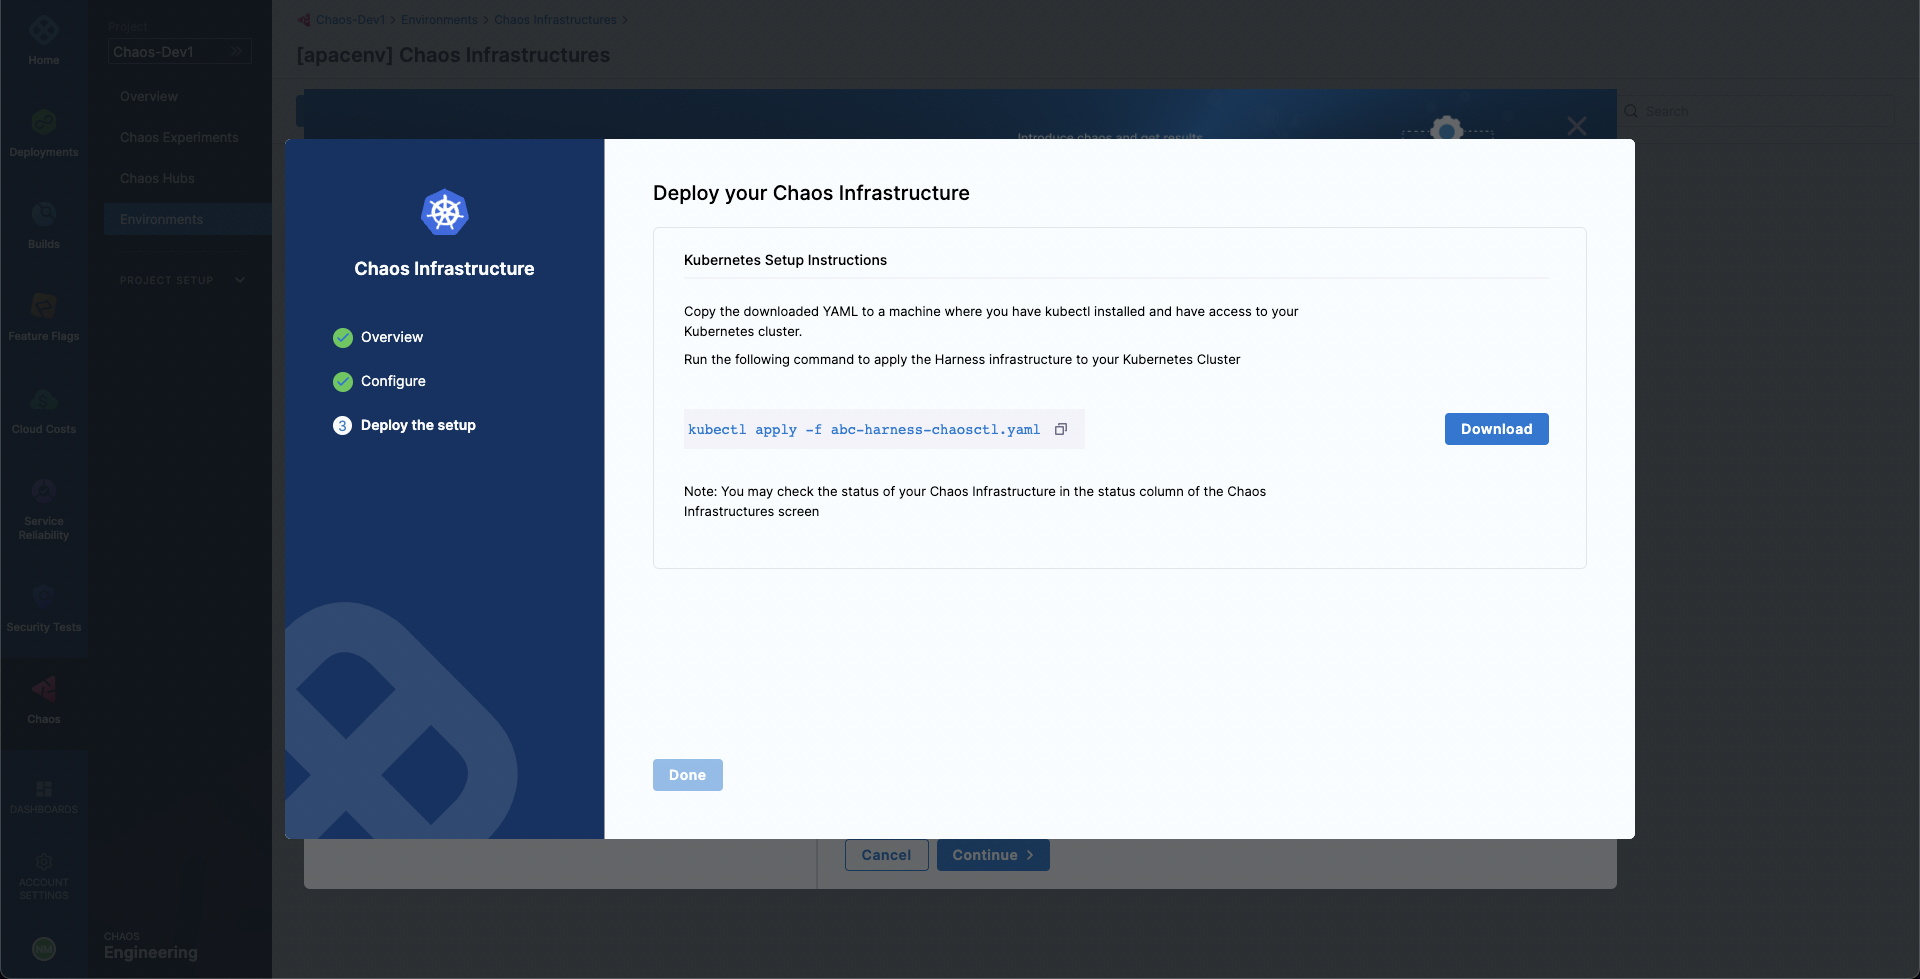 Home
Deployments
Builds
Feature Flags
Cloud Costs
Service
Reliability
Security Tests
Chaos
DASHBOARDS
ACCOUNT
SETTINGS
NM
Project
Chaos-Dev1
Overview
Chaos Experiments
Chaos Hubs
Environments
PROJECT SETUP
CHAOS
Engineering
Chaos-Dev1 > Environments > Chaos Infrastructures >
[apacenv] Chaos Infrastructures
Search
Introduce chaos and get results
Chaos Infrastructure
Overview
Configure
3 Deploy the setup
Deploy your Chaos Infrastructure
Kubernetes Setup Instructions
Copy the downloaded YAML to a machine where you have kubectl installed and have access to your
Kubernetes cluster.
Run the following command to apply the Harness infrastructure to your Kubernetes Cluster
kubectl apply -f abc-harness-chaosctl.yaml
Download
Note: You may check the status of your Chaos Infrastructure in the status column of the Chaos
Infrastructures screen
Done
Cancel
Continue >